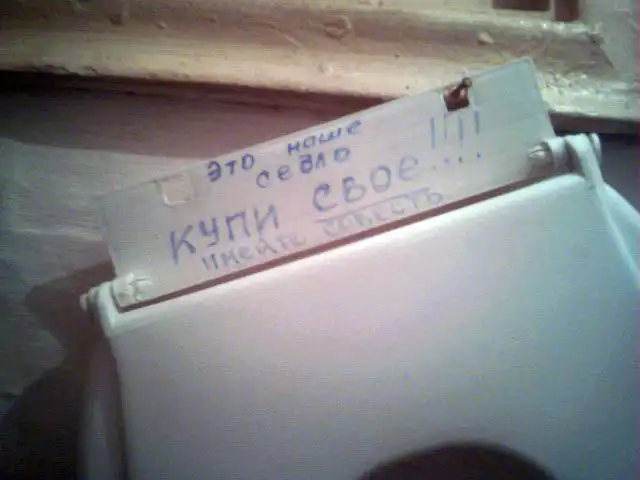 это наше
седло
КУПИ СВОЕ!!!!
имейте совесть